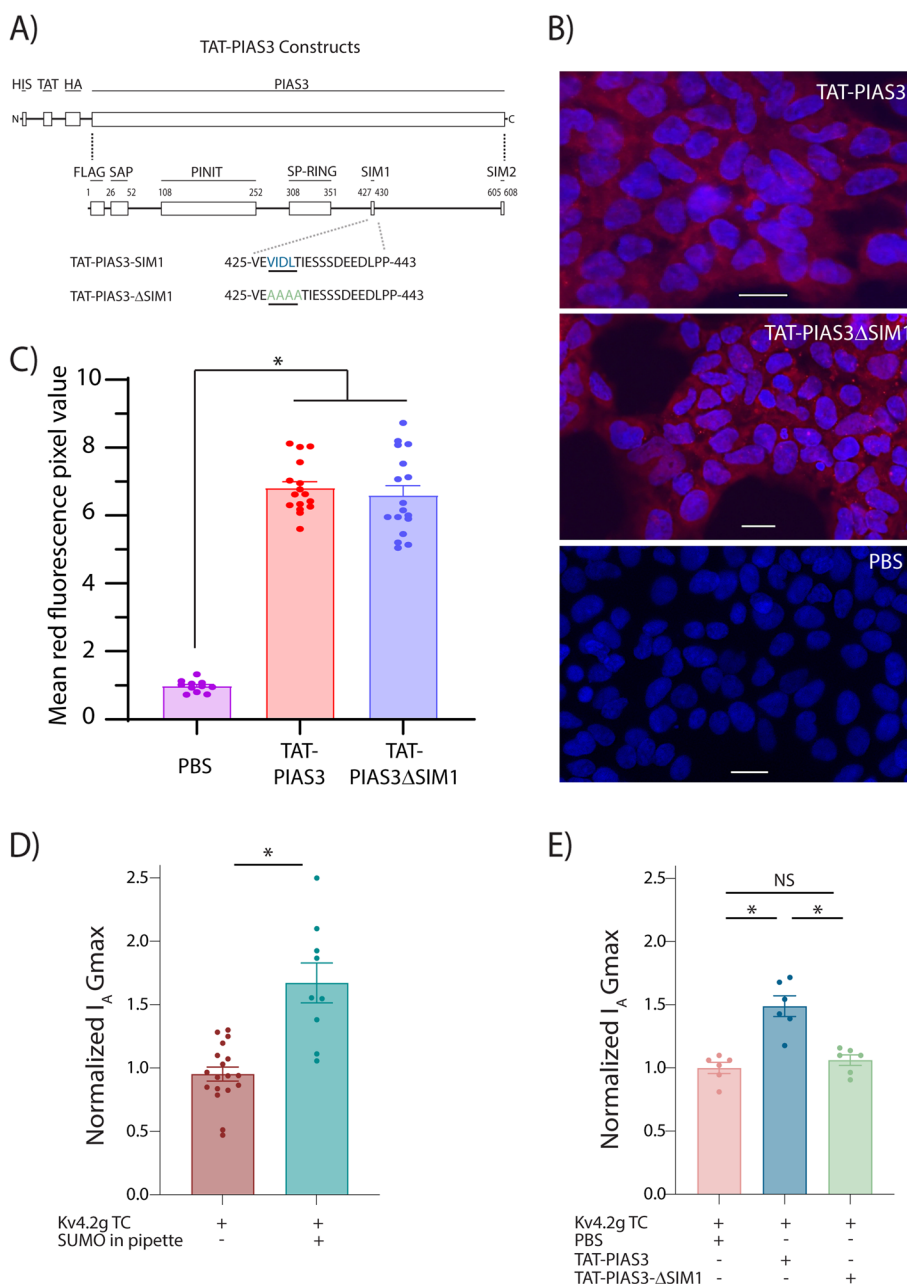 A)
TAT-PIAS3 Constructs
HIS TAT HA PIAS3
N C
FLAG SAP PINIT SP-RING SIM1 SIM2
1 26 52 108 252 308 351 427 430 605 608
TAT-PIAS3-SIM1 425-VEVIDLTIESSSDEEDLPP-443
TAT-PIAS3-ΔSIM1 425-VEAAAATIESSSDEEDLPP-443
B)
TAT-PIAS3
TAT-PIAS3ΔSIM1
PBS
C)
Mean red fluorescence pixel value
10
8
6
4
2
0
*
PBS
TAT-
PIAS3
TAT-
PIAS3ΔSIM1
D)
Normalized IA Gmax
2.5
2.0
1.5
1.0
0.5
0.0
*
Kv4.2g TC + +
SUMO in pipette - +
E)
Normalized IA Gmax
2.5
2.0
1.5
1.0
0.5
0.0
NS
* *
Kv4.2g TC + + +
PBS + - -
TAT-PIAS3 - + -
TAT-PIAS3-ΔSIM1 - - +